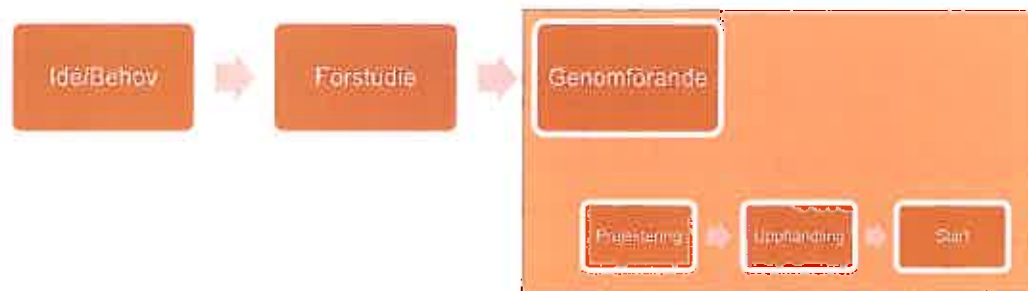 Idé/Behov
Förstudie
Genomförande
Projektering
Upphandling
Start